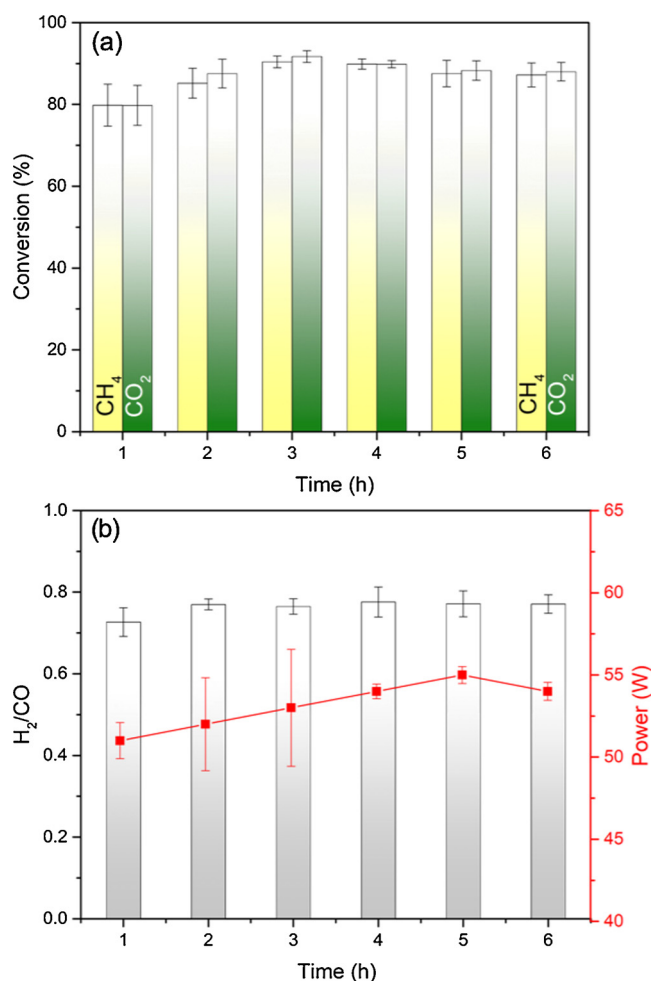 (a)
100
80
60
40
20
0
Conversion (%)
CH₄
CO₂
CH₄
CO₂
1 2 3 4 5 6
Time (h)
(b)
1.0
0.8
0.6
0.4
0.2
0.0
H₂/CO
65
60
55
50
45
40
Power (W)
1 2 3 4 5 6
Time (h)